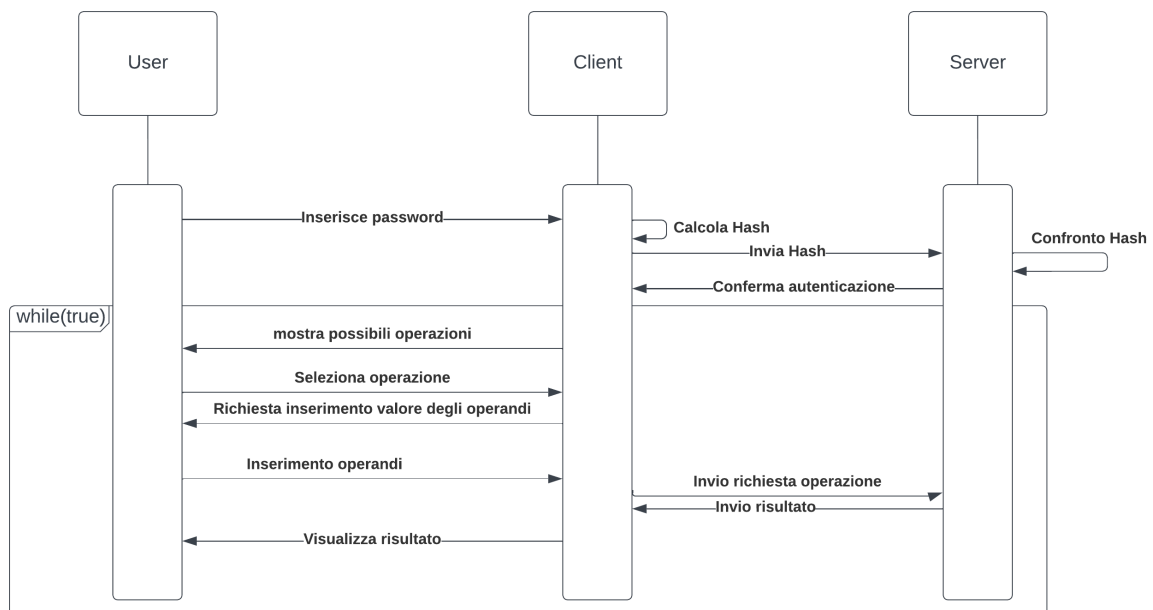 User
Client
Server
Inserisce password
Calcola Hash
Confronto Hash
Invia Hash
Conferma autenticazione
while(true)
mostra possibili operazioni
Seleziona operazione
Richiesta inserimento valore degli operandi
Inserimento operandi
Invio richiesta operazione
Invio risultato
Visualizza risultato